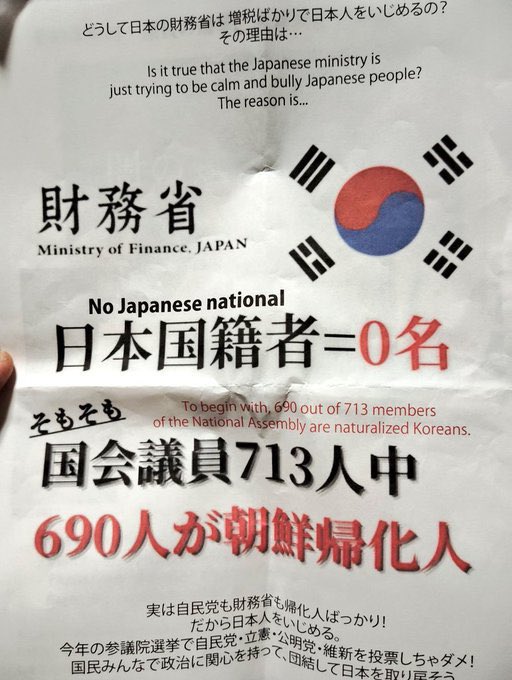 どうして日本の財務省は 増税ばかりで日本人をいじめるの？
その理由は…
Is it true that the Japanese ministry is
just trying to be calm and bully Japanese people?
The reason is...
財務省
Ministry of Finance, JAPAN
No Japanese national
日本国籍者=0名
そもそも
To begin with, 690 out of 713 members
of the National Assembly are naturalized Koreans.
国会議員713人中
690人が朝鮮帰化人
実は自民党も財務省も帰化人ばっかり!
だから日本人をいじめる。
今年の参議院選挙で自民党・立憲・公明党・維新を投票しちゃダメ!
国民みんなで政治に関心を持って、団結して日本を取り戻そう